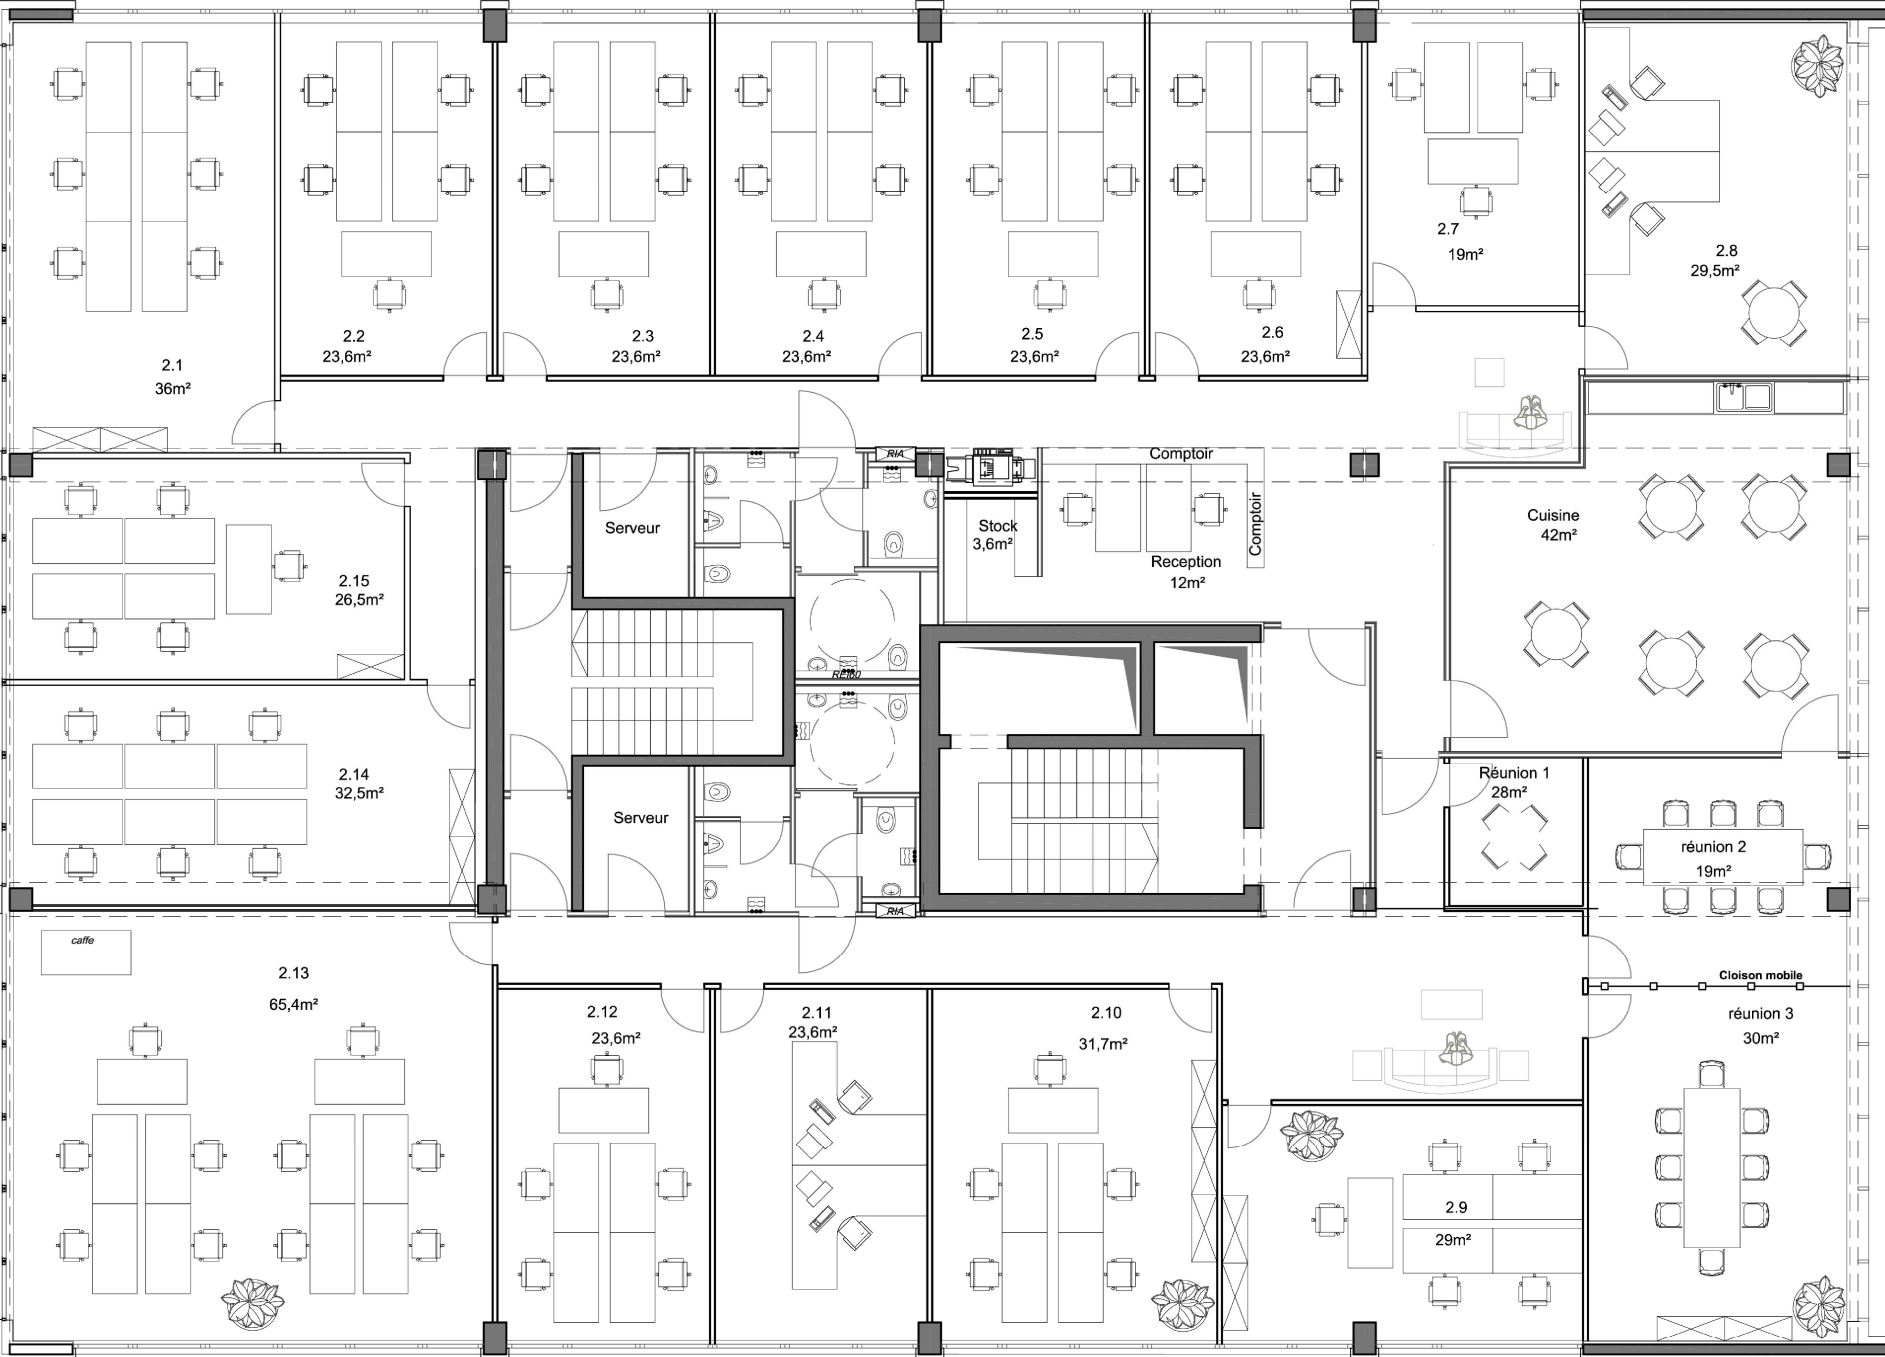 2.1
36m²
2.2
23,6m²
2.3
23,6m²
2.4
23,6m²
2.5
23,6m²
2.6
23,6m²
2.7
19m²
2.8
29,5m²
RIA
Comptoir
Comptoir
Serveur
Stock
3,6m²
Reception
12m²
Cuisine
42m²
2.15
26,5m²
REI60
2.14
32,5m²
Serveur
Réunion 1
28m²
réunion 2
19m²
RIA
caffe
2.13
65,4m²
Cloison mobile
2.12
23,6m²
2.11
23,6m²
2.10
31,7m²
réunion 3
30m²
2.9
29m²